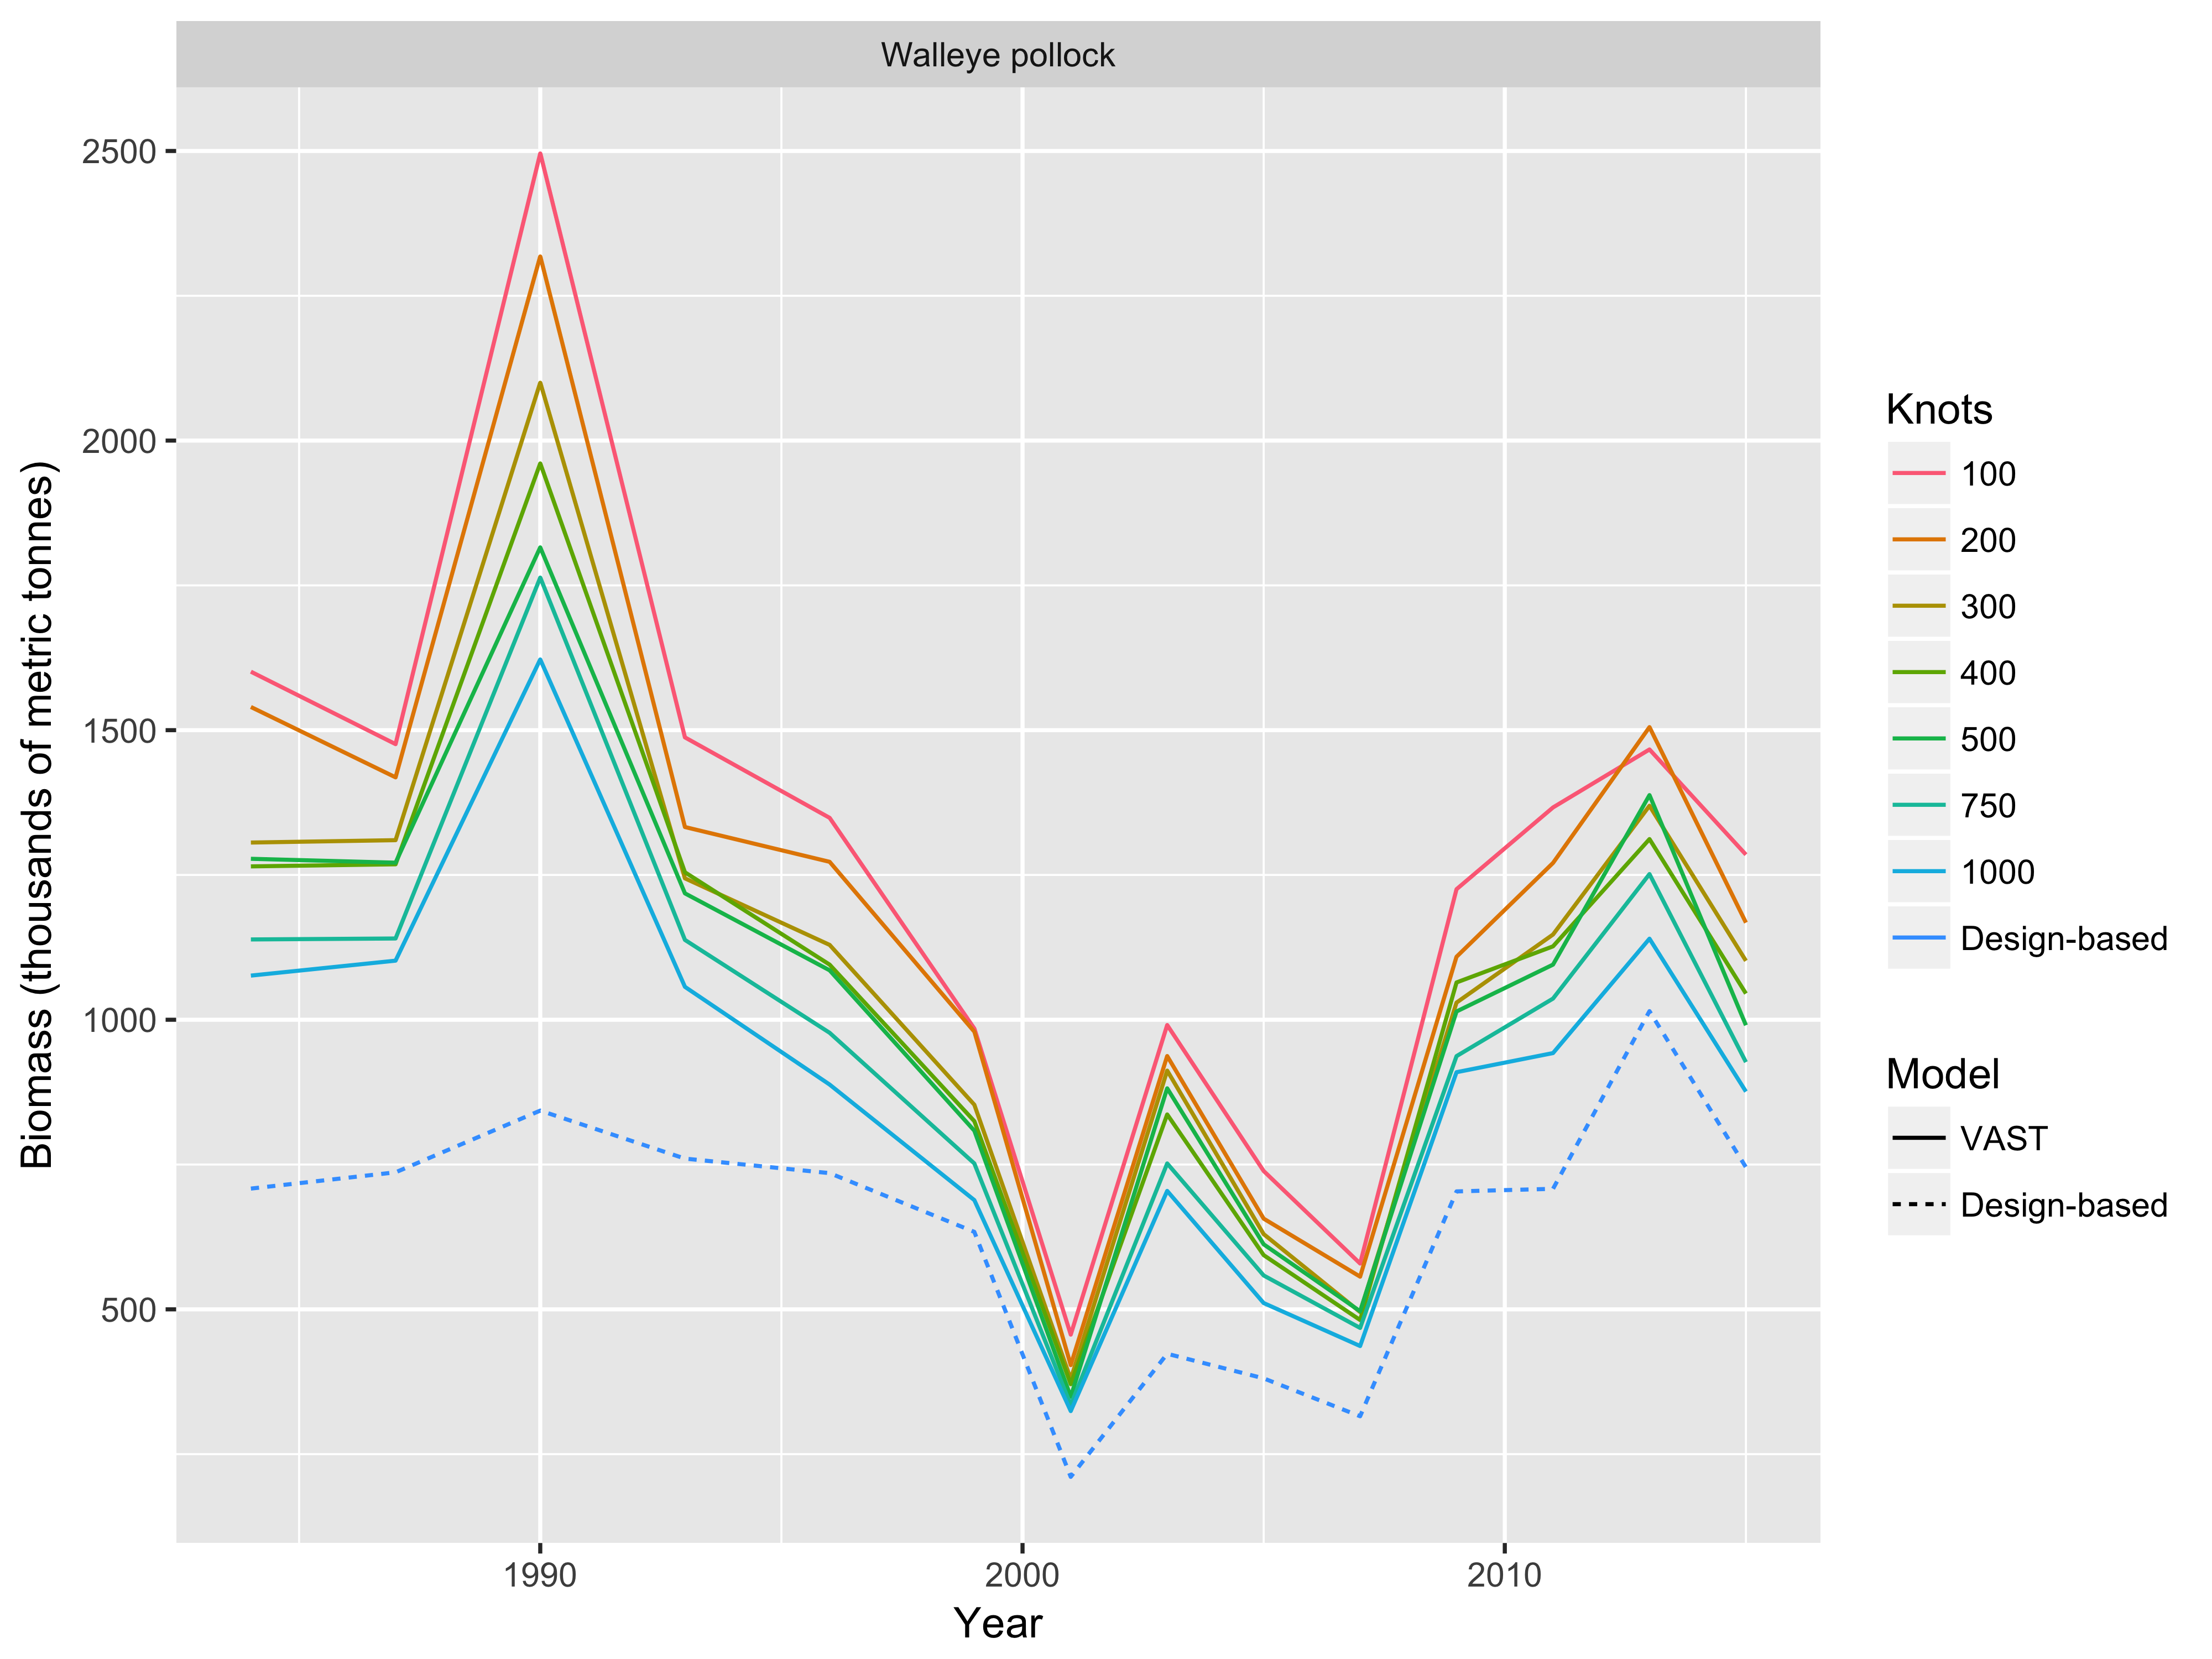 Walleye pollock
2500
2000
1500
1000
500
Biomass (thousands of metric tonnes)
1990
2000
2010
Year
Knots
100
200
300
400
500
750
1000
Design-based
Model
VAST
Design-based